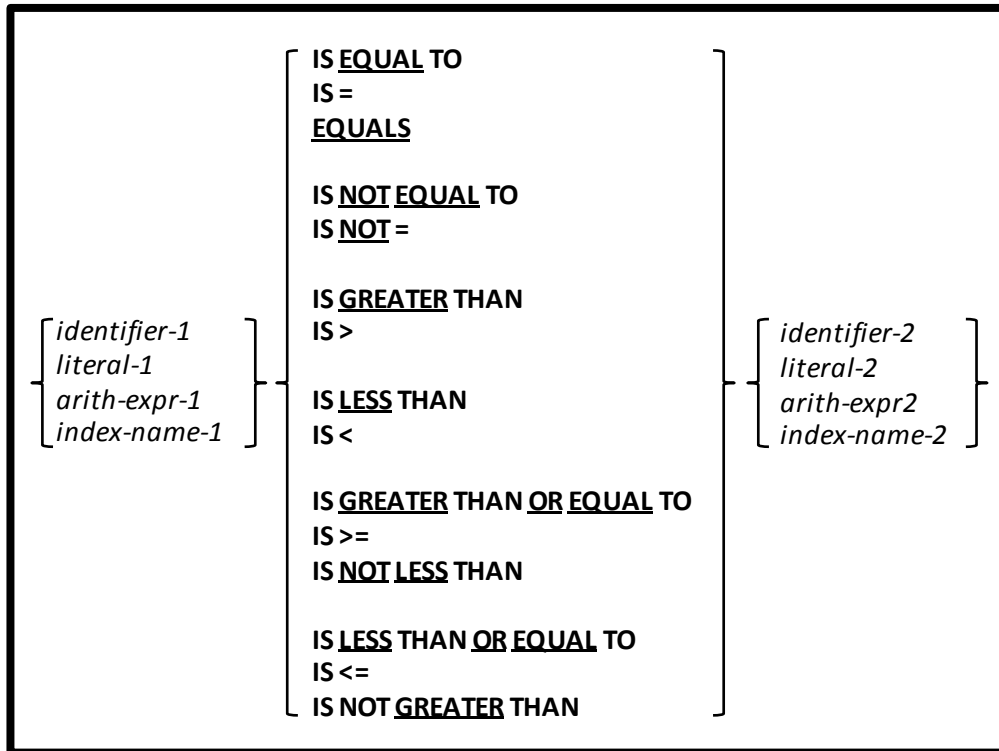 IS EQUAL TO
IS =
EQUALS
IS NOT EQUAL TO
IS NOT =
IS GREATER THAN
IS >
IS LESS THAN
IS <
IS GREATER THAN OR EQUAL TO
IS >=
IS NOT LESS THAN
IS LESS THAN OR EQUAL TO
IS <=
IS NOT GREATER THAN
identifier-1
literal-1
arith-expr-1
index-name-1
identifier-2
literal-2
arith-expr2
index-name-2